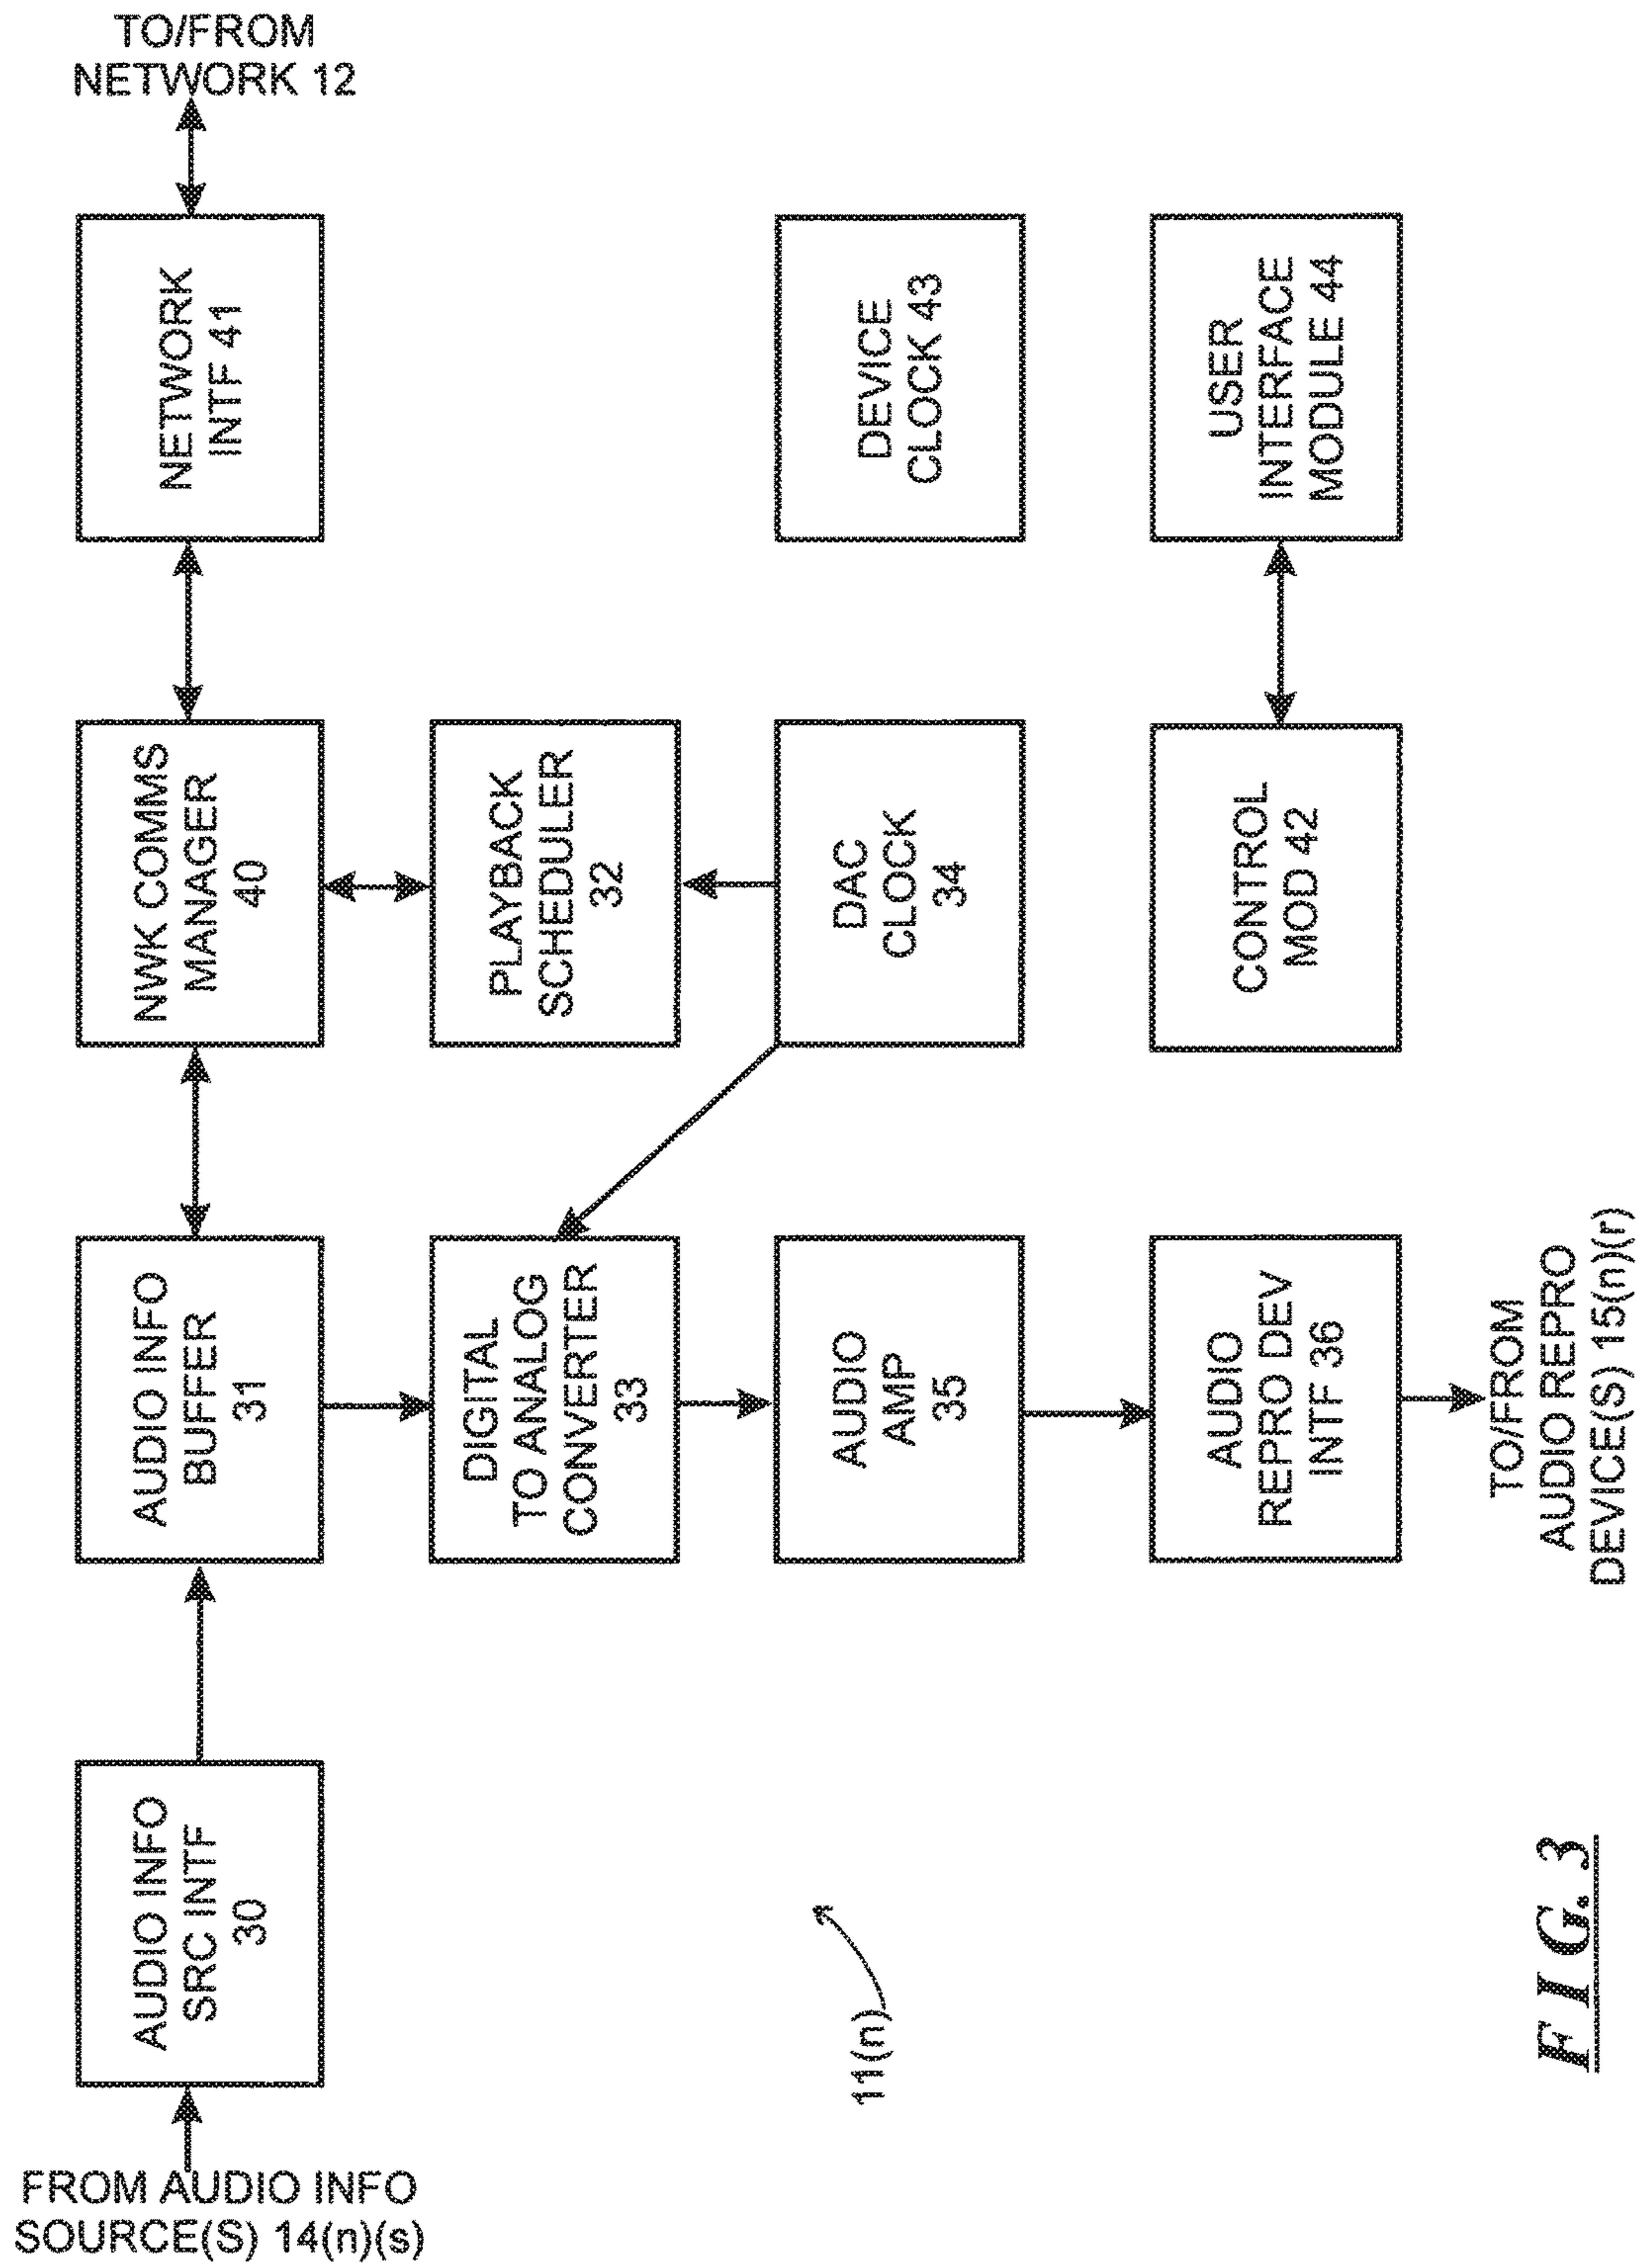 TO/FROM
NETWORK 12
NETWORK
INTF 41
DEVICE
CLOCK 43
USER
INTERFACE
MODULE 44
NWK COMMS
MANAGER
40
PLAYBACK
SCHEDULER
32
DAC
CLOCK
34
CONTROL
MOD 42
AUDIO INFO
BUFFER
31
DIGITAL
TO ANALOG
CONVERTER
33
AUDIO
AMP
35
AUDIO
REPRO DEV
INTF 36
TO/FROM
AUDIO REPRO
DEVICE(S) 15(n)(r)
AUDIO INFO
SRC INTF
30
11(n)
FROM AUDIO INFO
SOURCE(S) 14(n)(s)
FIG. 3